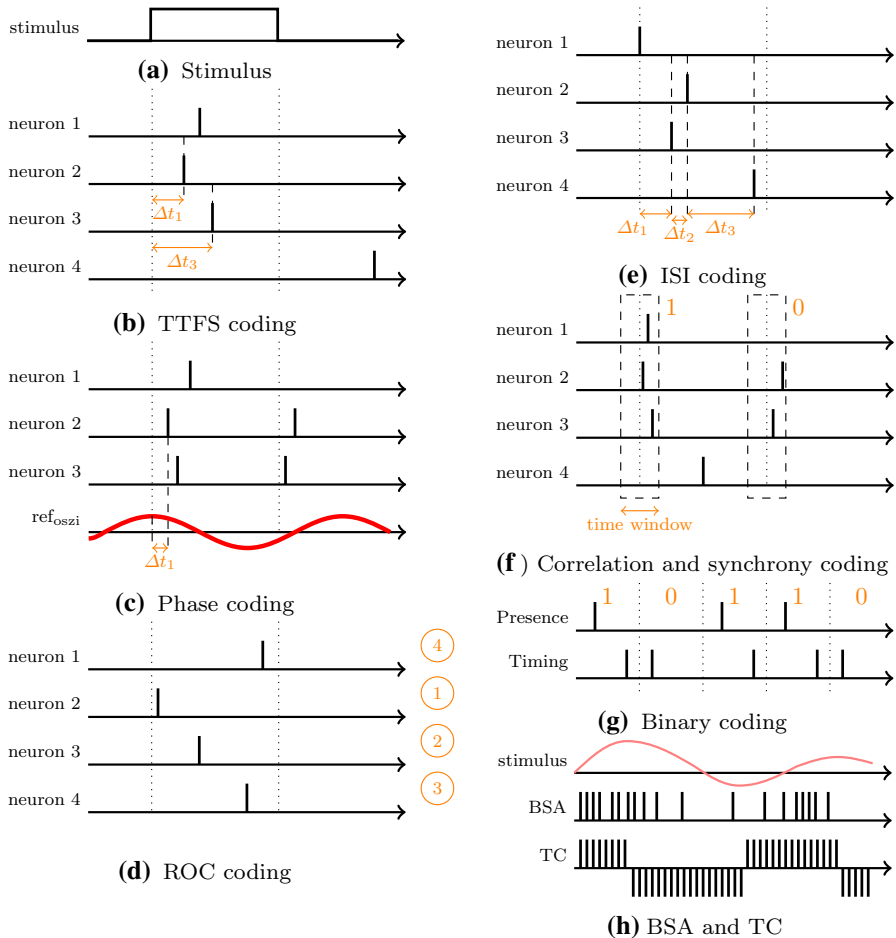 stimulus
(a) Stimulus
neuron 1
neuron 2
Δt₁
neuron 3
Δt₃
neuron 4
(b) TTFS coding
neuron 1
neuron 2
neuron 3
ref_oszi
Δt₁
(c) Phase coding
neuron 1 4
neuron 2 1
neuron 3 2
neuron 4 3
(d) ROC coding
neuron 1
neuron 2
neuron 3
neuron 4
Δt₁ Δt₂ Δt₃
(e) ISI coding
1 0
neuron 1
neuron 2
neuron 3
neuron 4
time window
(f ) Correlation and synchrony coding
1 0 1 1 0
Presence
Timing
(g) Binary coding
stimulus
BSA
TC
(h) BSA and TC